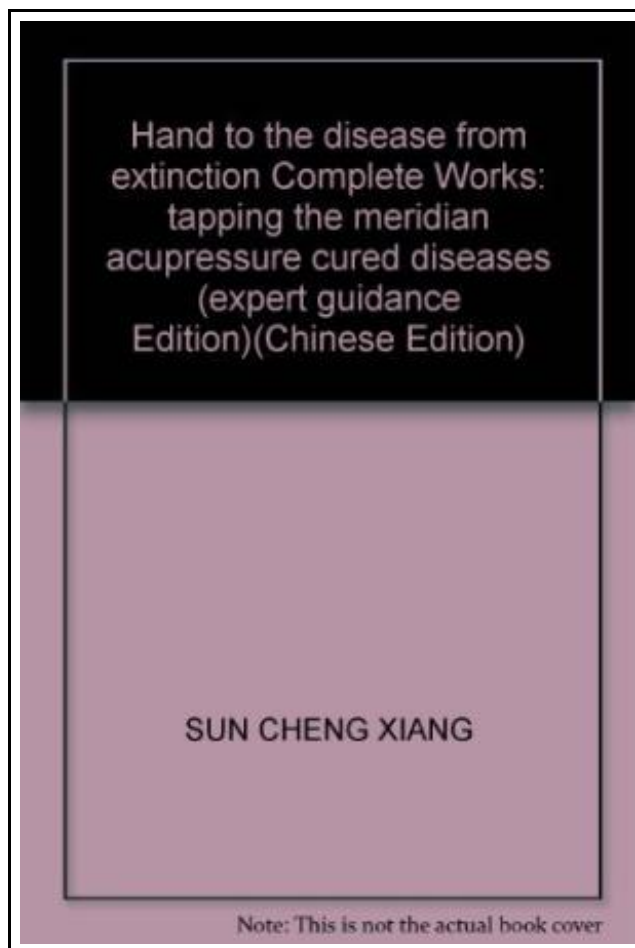 Hand to the disease from
extinction Complete Works:
tapping the meridian
acupressure cured diseases
(expert guidance
Edition)(Chinese Edition)
SUN CHENG XIANG
Note: This is not the actual book cover